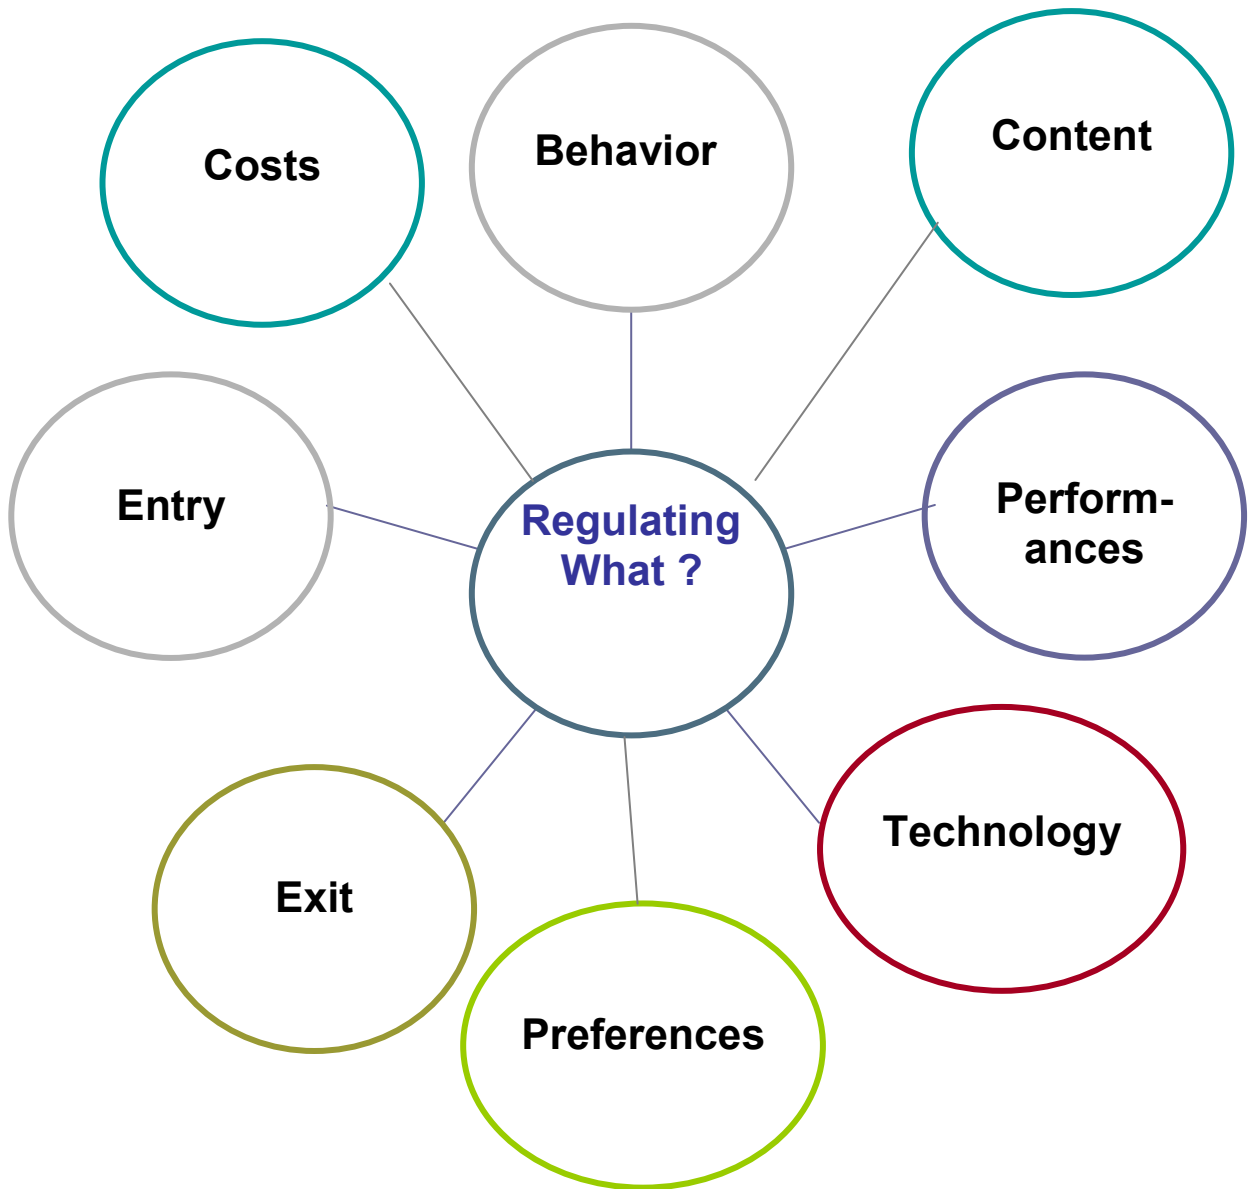 Costs
Behavior
Content
Entry
Regulating
What ?
Perform-
ances
Exit
Technology
Preferences